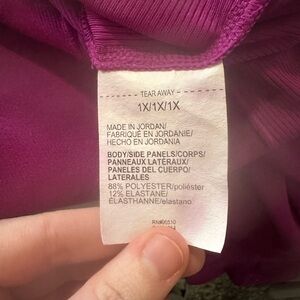 TEAR AWAY
1X/1X/1X
MADE IN JORDAN/
FABRIQUÉ EN JORDANIE/
HECHO EN JORDANIA
BODY/SIDE PANELS/CORPS/
PANNEAUX LATÉRAUX/
PANELES DEL CUERPO/
LATERALES
88% POLYESTER/poliéster
12% ELASTANE/
ÉLASTHANNE/elastano